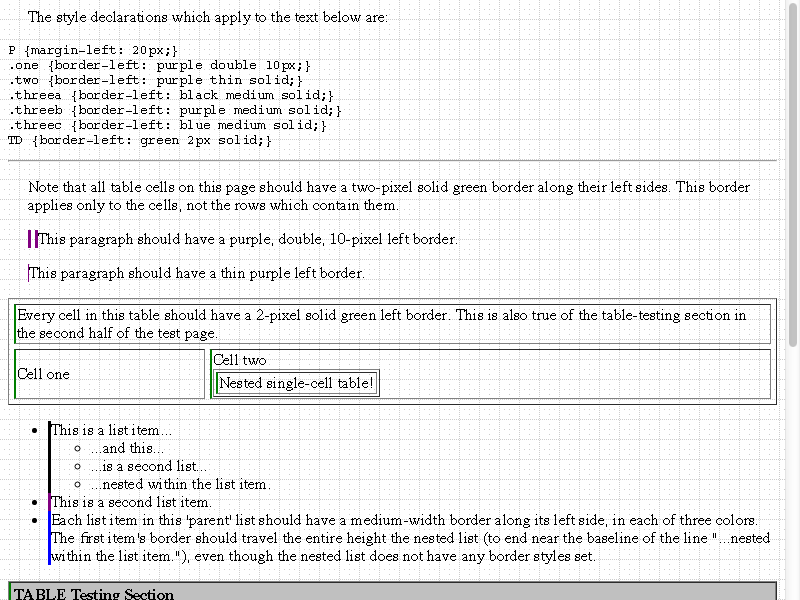 The style declarations which apply to the text below are:
P {margin-left: 20px;}
.one {border-left: purple double 10px;}
.two {border-left: purple thin solid;}
.threea {border-left: black medium solid;}
.threeb {border-left: purple medium solid;}
.threec {border-left: blue medium solid;}
TD {border-left: green 2px solid;}
Note that all table cells on this page should have a two-pixel solid green border along their left sides. This border
applies only to the cells, not the rows which contain them.
This paragraph should have a purple, double, 10-pixel left border.
This paragraph should have a thin purple left border.
Every cell in this table should have a 2-pixel solid green left border. This is also true of the table-testing section in
the second half of the test page.
Cell one
Cell two
Nested single-cell table!
This is a list item...
...and this...
...is a second list...
...nested within the list item.
This is a second list item.
Each list item in this 'parent' list should have a medium-width border along its left side, in each of three colors.
The first item's border should travel the entire height the nested list (to end near the baseline of the line "...nested
within the list item."), even though the nested list does not have any border styles set.
TABLE Testing Section